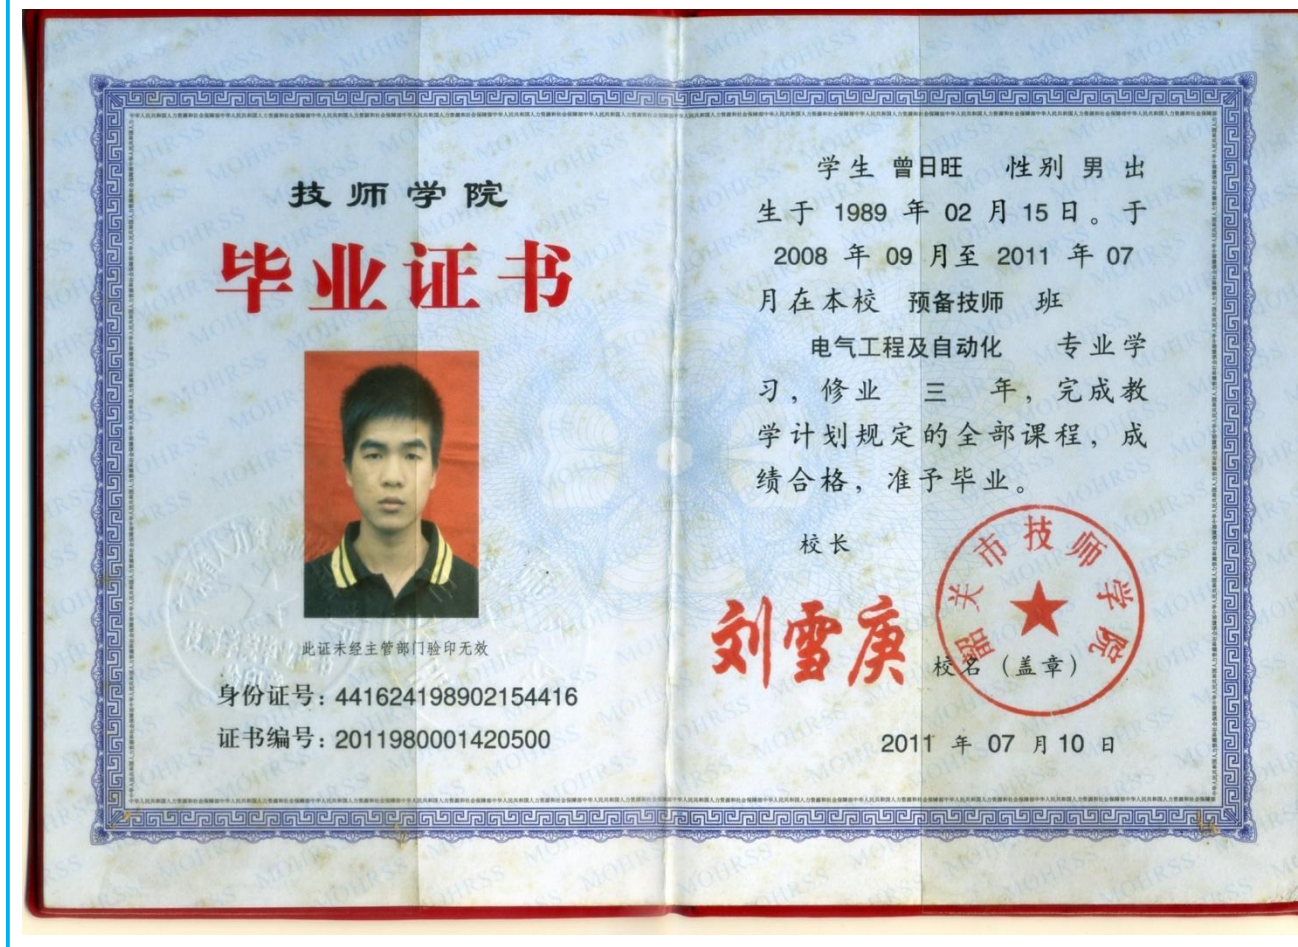 技师学院
毕业证书
此证未经主管部门验印无效
身份证号：441624198902154416
证书编号：2011980001420500
学生 曾日旺 性别 男 出
生于 1989 年 02 月 15 日。于
2008 年 09 月至 2011 年 07
月在本校 预备技师 班
电气工程及自动化 专业学
习，修业 三 年，完成教
学计划规定的全部课程，成
绩合格，准予毕业。
校长
刘雪庚
韶关市技师学院
校名（盖章）
2011 年 07 月 10 日
MOHRSS